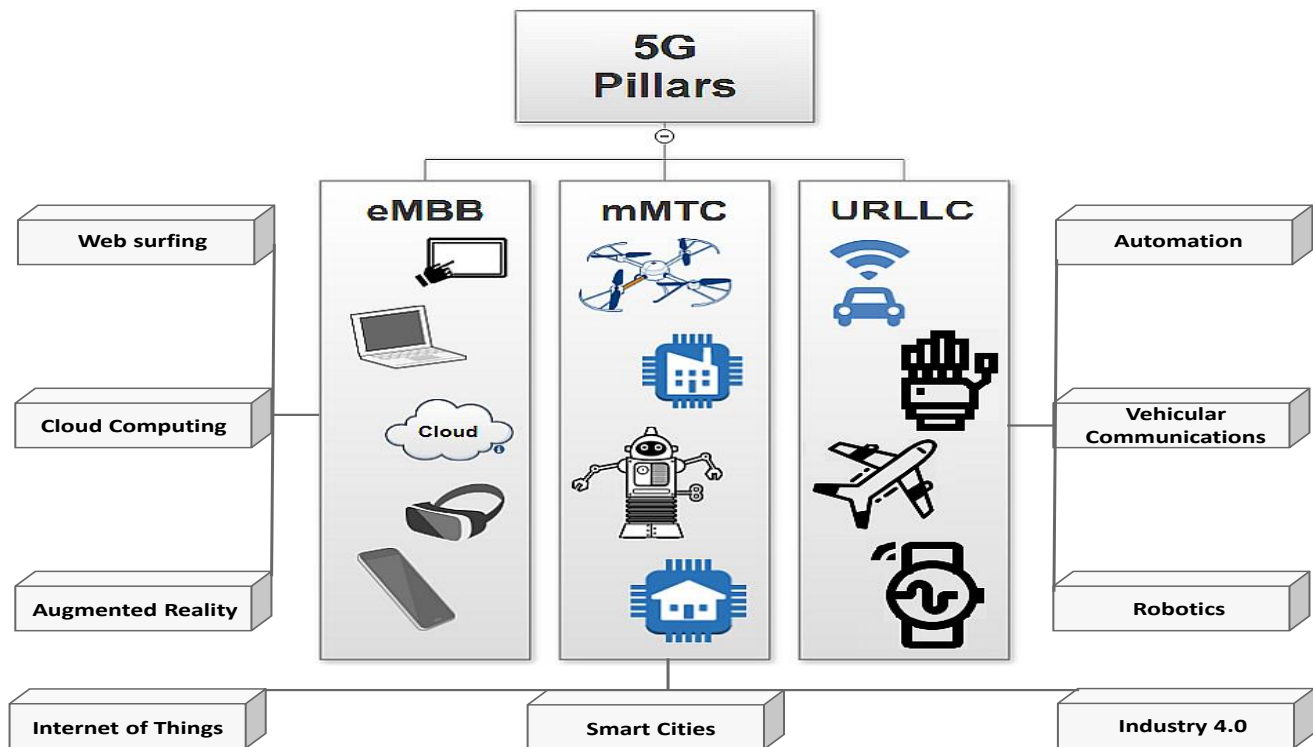 5G
Pillars
eMBB
mMTC
URLLC
Web surfing
Automation
Cloud Computing
Cloud
Vehicular
Communications
Augmented Reality
Robotics
Internet of Things
Smart Cities
Industry 4.0